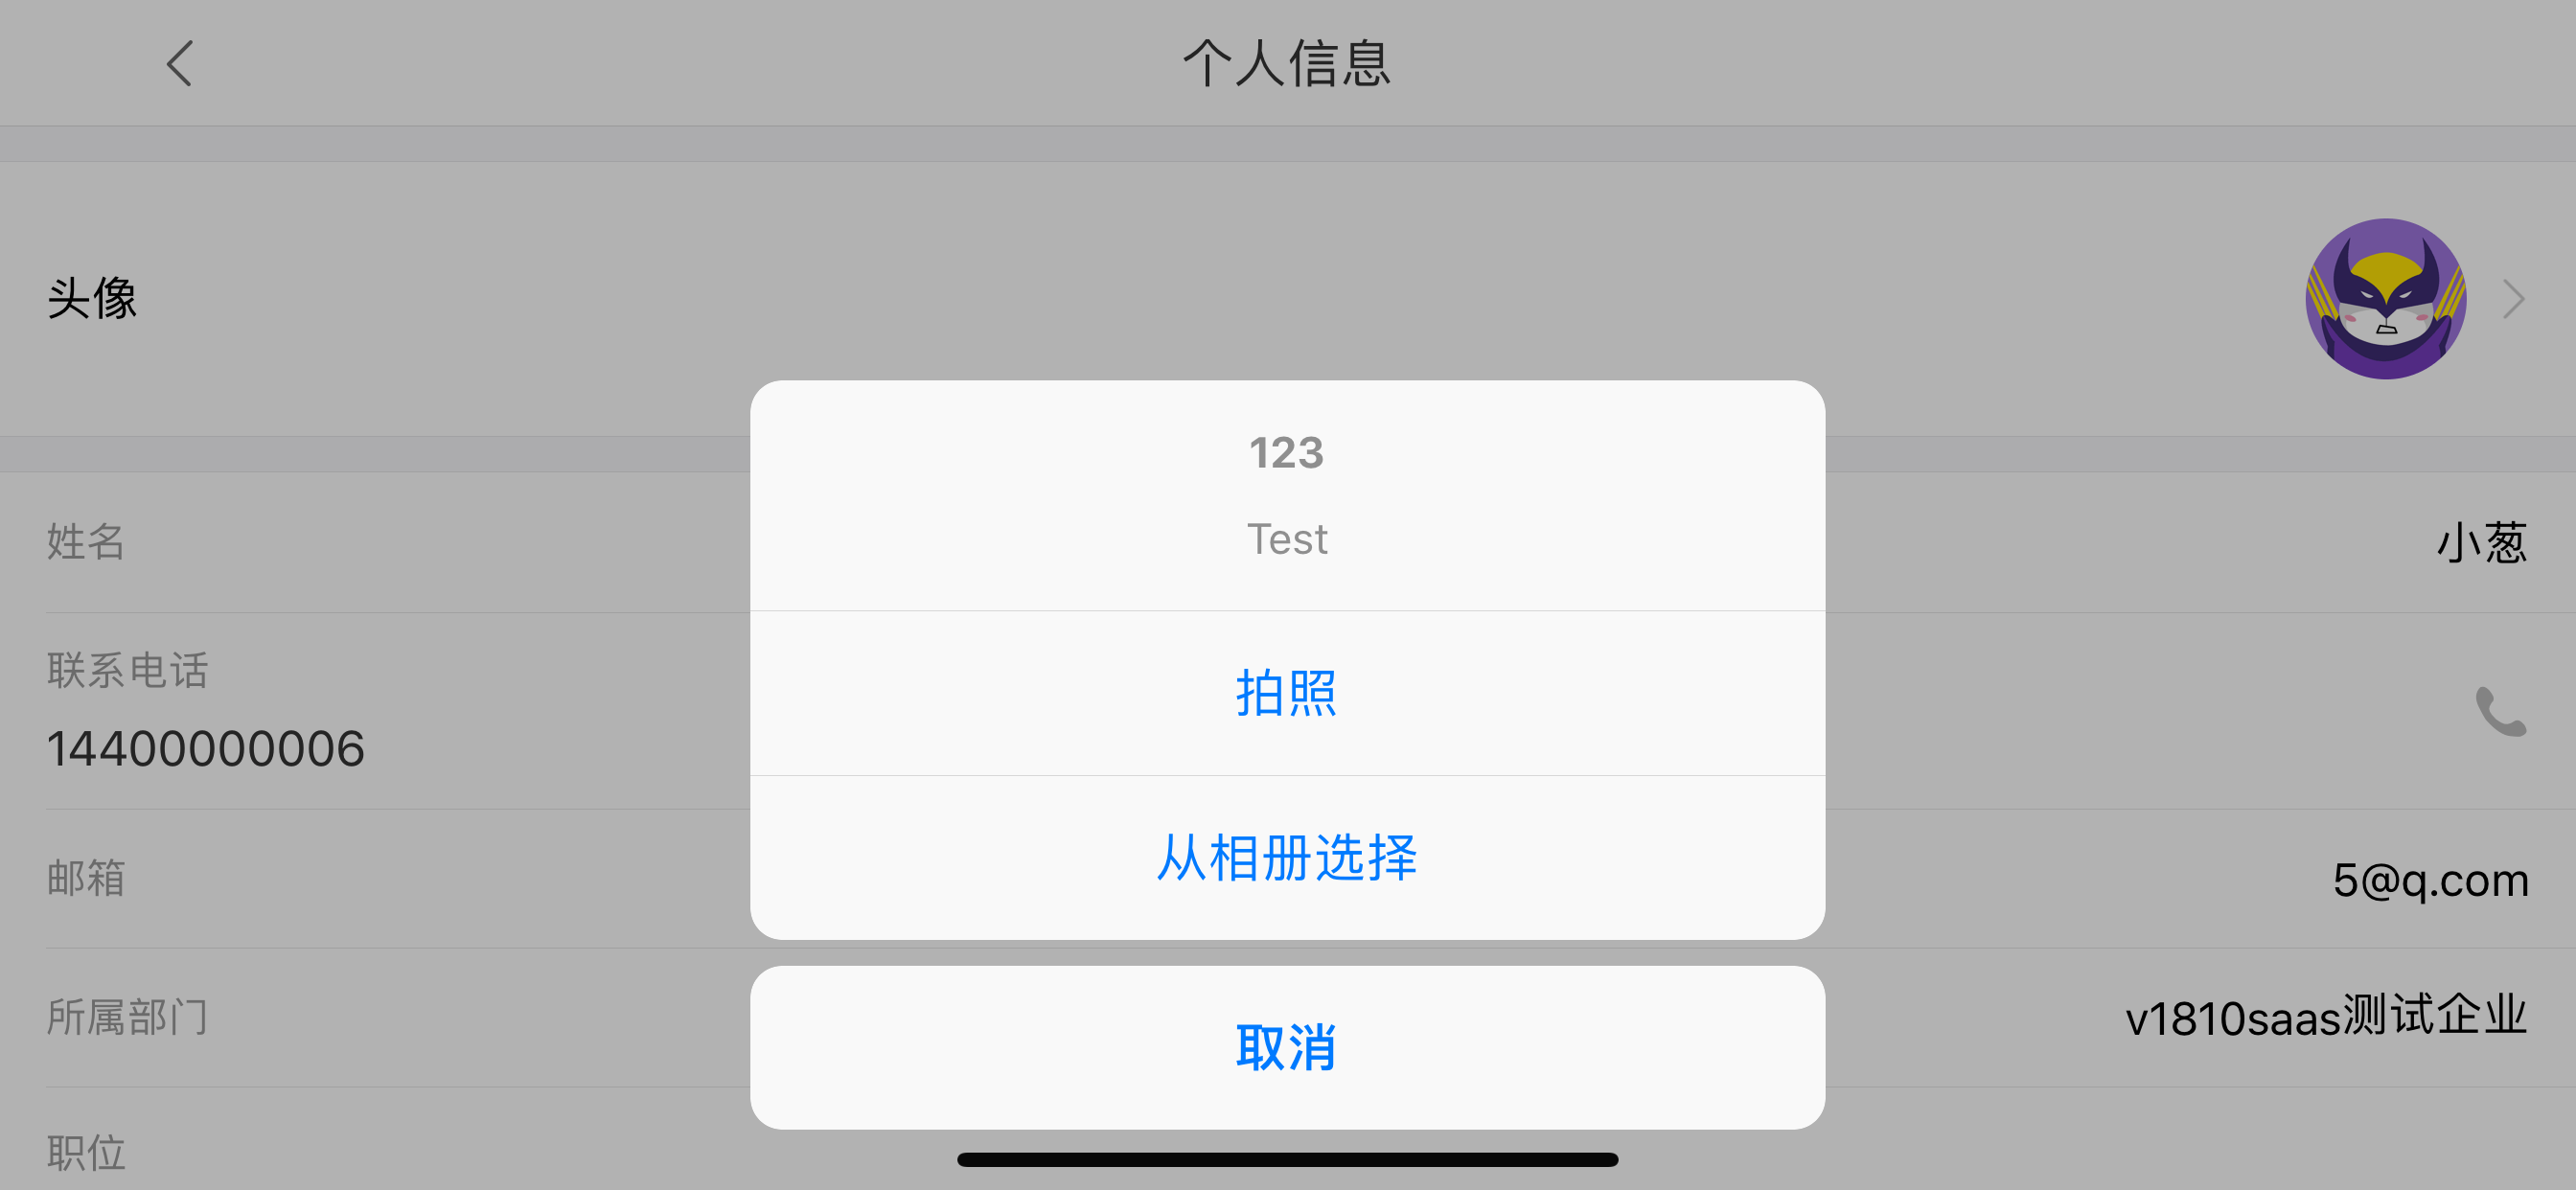 个人信息
头像
123
Test
姓名
小葱
拍照
联系电话
14400000006
从相册选择
邮箱
5@q.com
所属部门
v1810saas测试企业
取消
职位